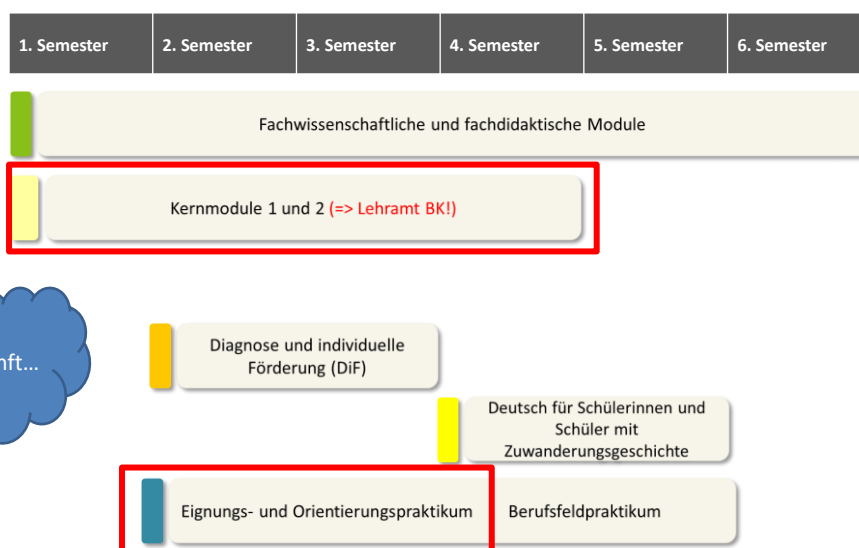 1. Semester 2. Semester 3. Semester 4. Semester 5. Semester 6. Semester
Fachwissenschaftliche und fachdidaktische Module
Kernmodule 1 und 2 (=> Lehramt BK!)
Diagnose und individuelle
Förderung (DiF)
Deutsch für Schülerinnen und
Schüler mit
Zuwanderungsgeschichte
Eignungs- und Orientierungspraktikum Berufsfeldpraktikum